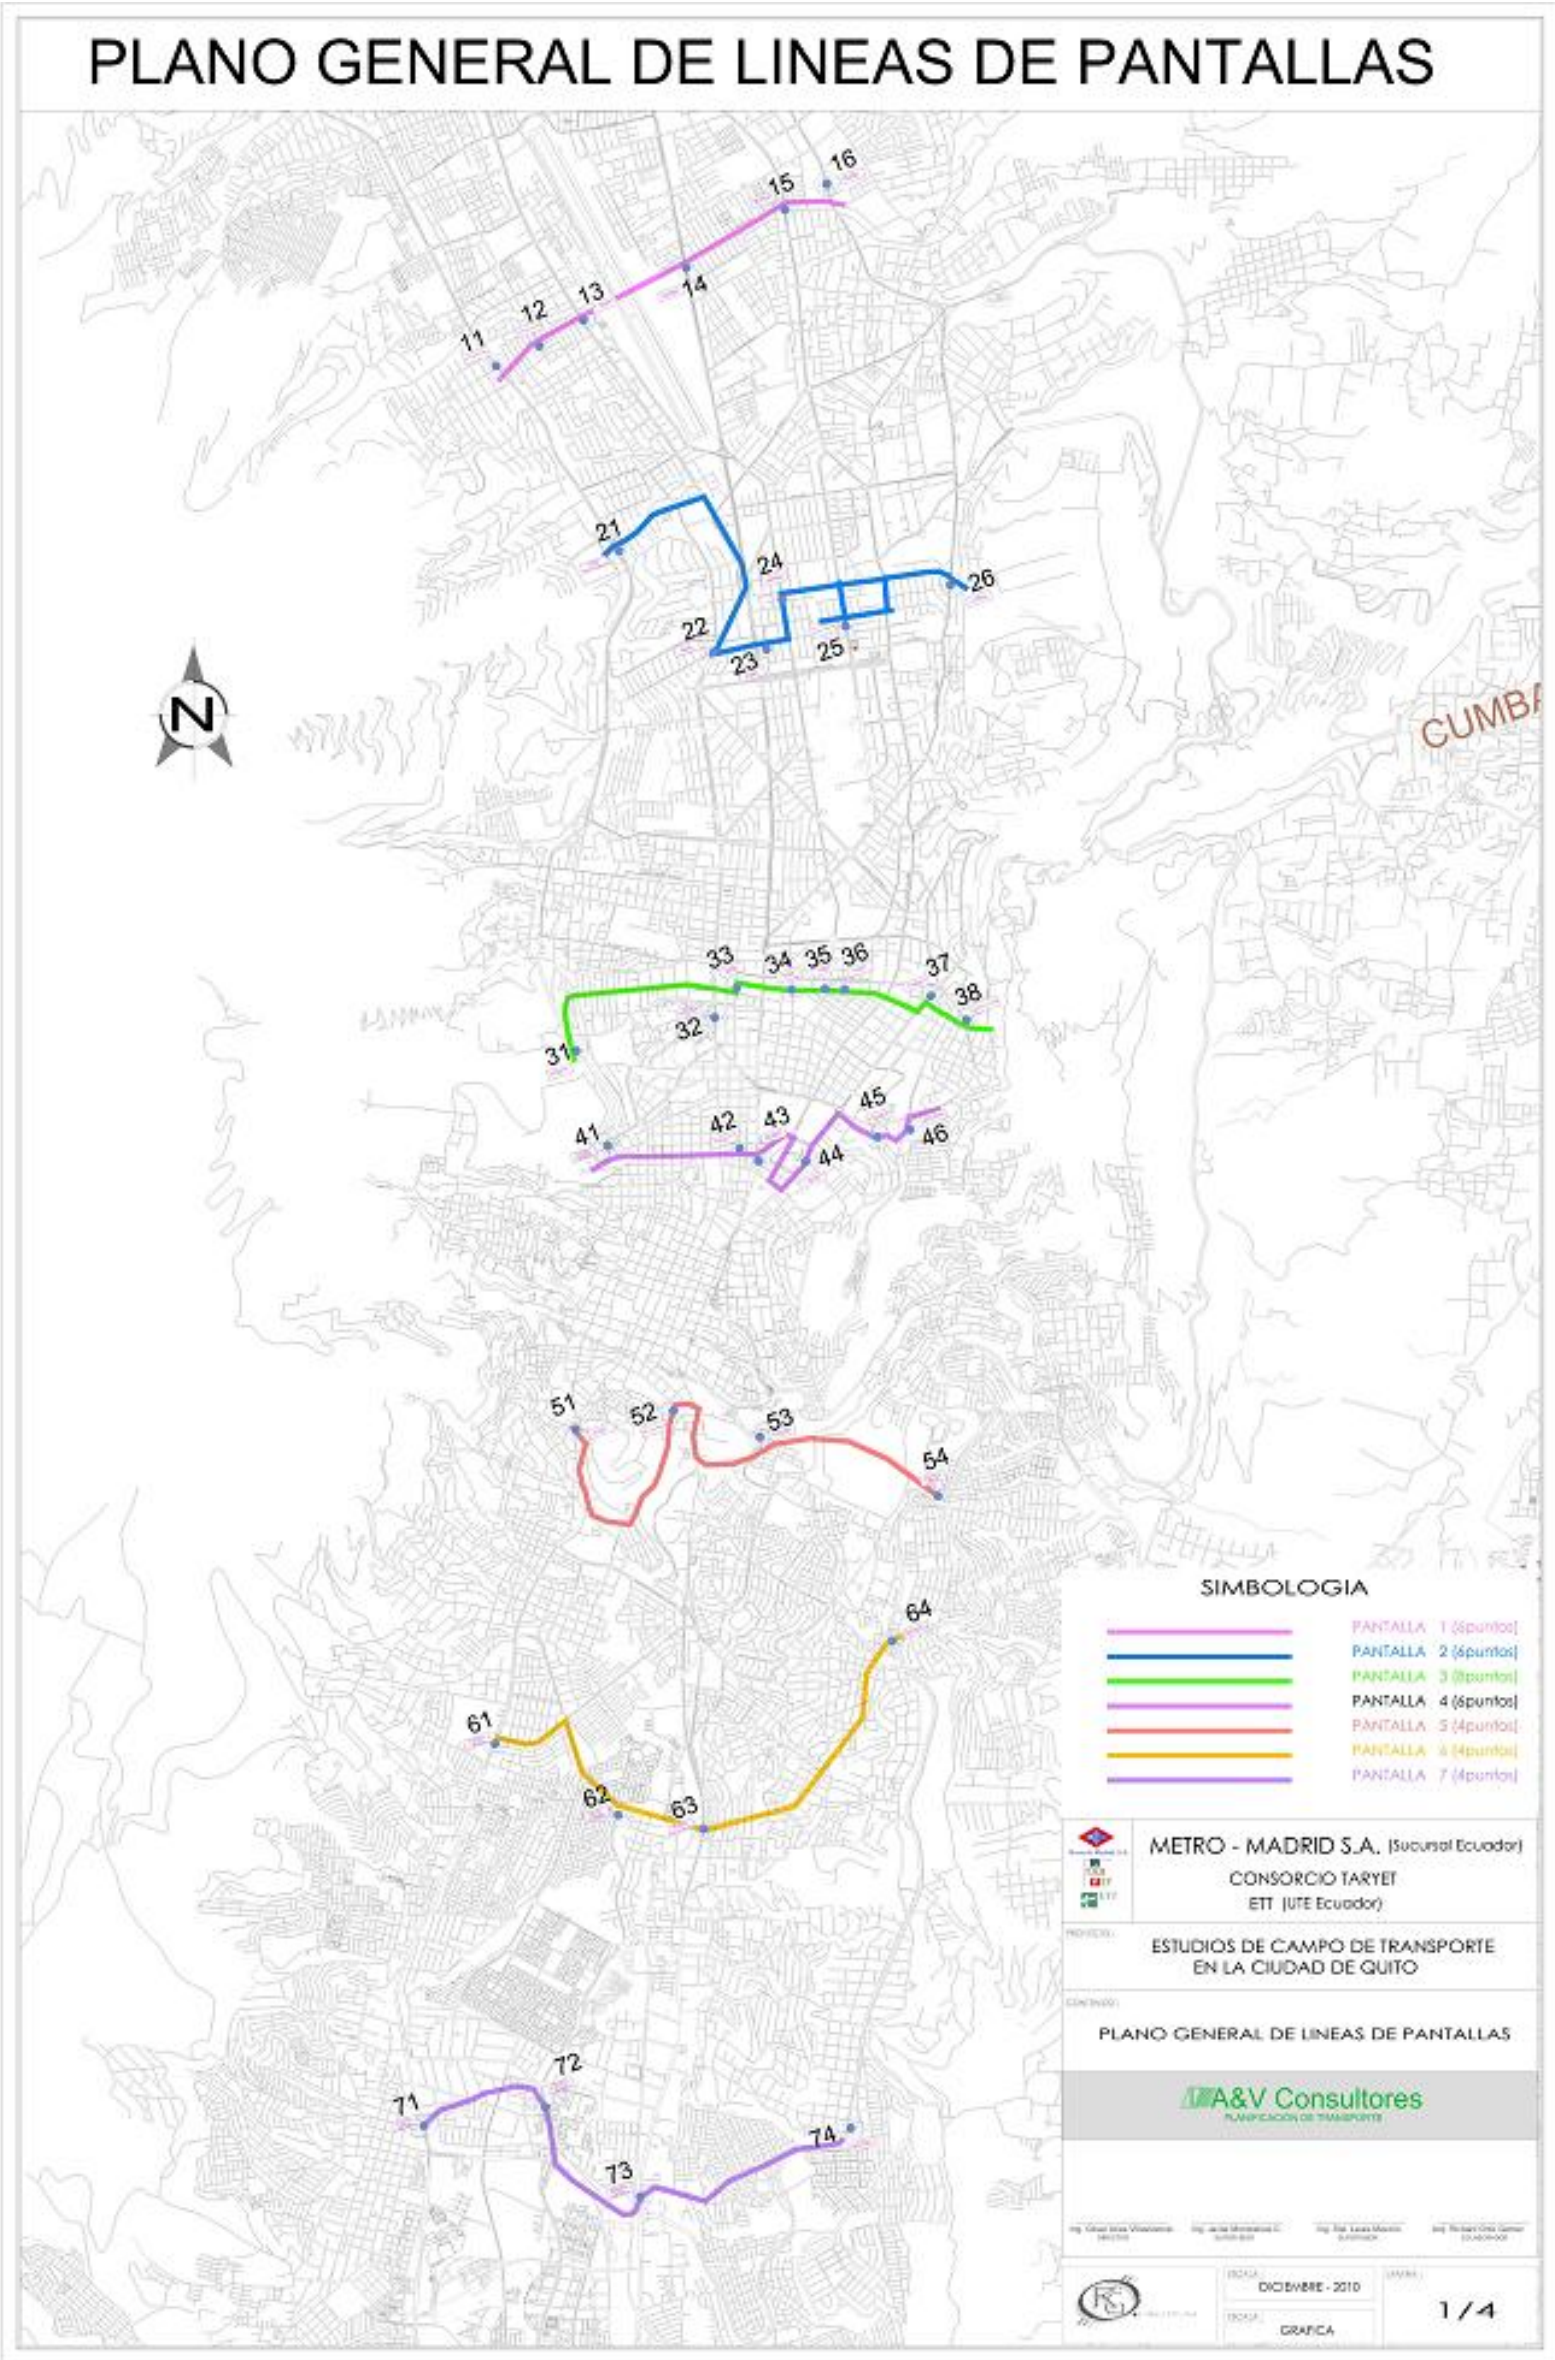 PLANO GENERAL DE LINEAS DE PANTALLAS
16
15
14
13
12
11
21
24
26
22
23
25
N
CUMBA
33
34
35
36
37
38
32
31
41
42
43
45
46
44
51
52
53
54
64
61
62
63
72
71
74
73
SIMBOLOGIA
PANTALLA 1 (6puntos)
PANTALLA 2 (6puntos)
PANTALLA 3 (8puntos)
PANTALLA 4 (6puntos)
PANTALLA 5 (4puntos)
PANTALLA 6 (4puntos)
PANTALLA 7 (4puntos)
METRO - MADRID S.A. (Sucursal Ecuador)
CONSORCIO TARYET
ETT (UTE Ecuador)
ESTUDIOS DE CAMPO DE TRANSPORTE
EN LA CIUDAD DE QUITO
PLANO GENERAL DE LINEAS DE PANTALLAS
A&V Consultores
PLANIFICACIÓN DE TRANSPORTE
DICIEMBRE - 2010
GRAFICA
1/4